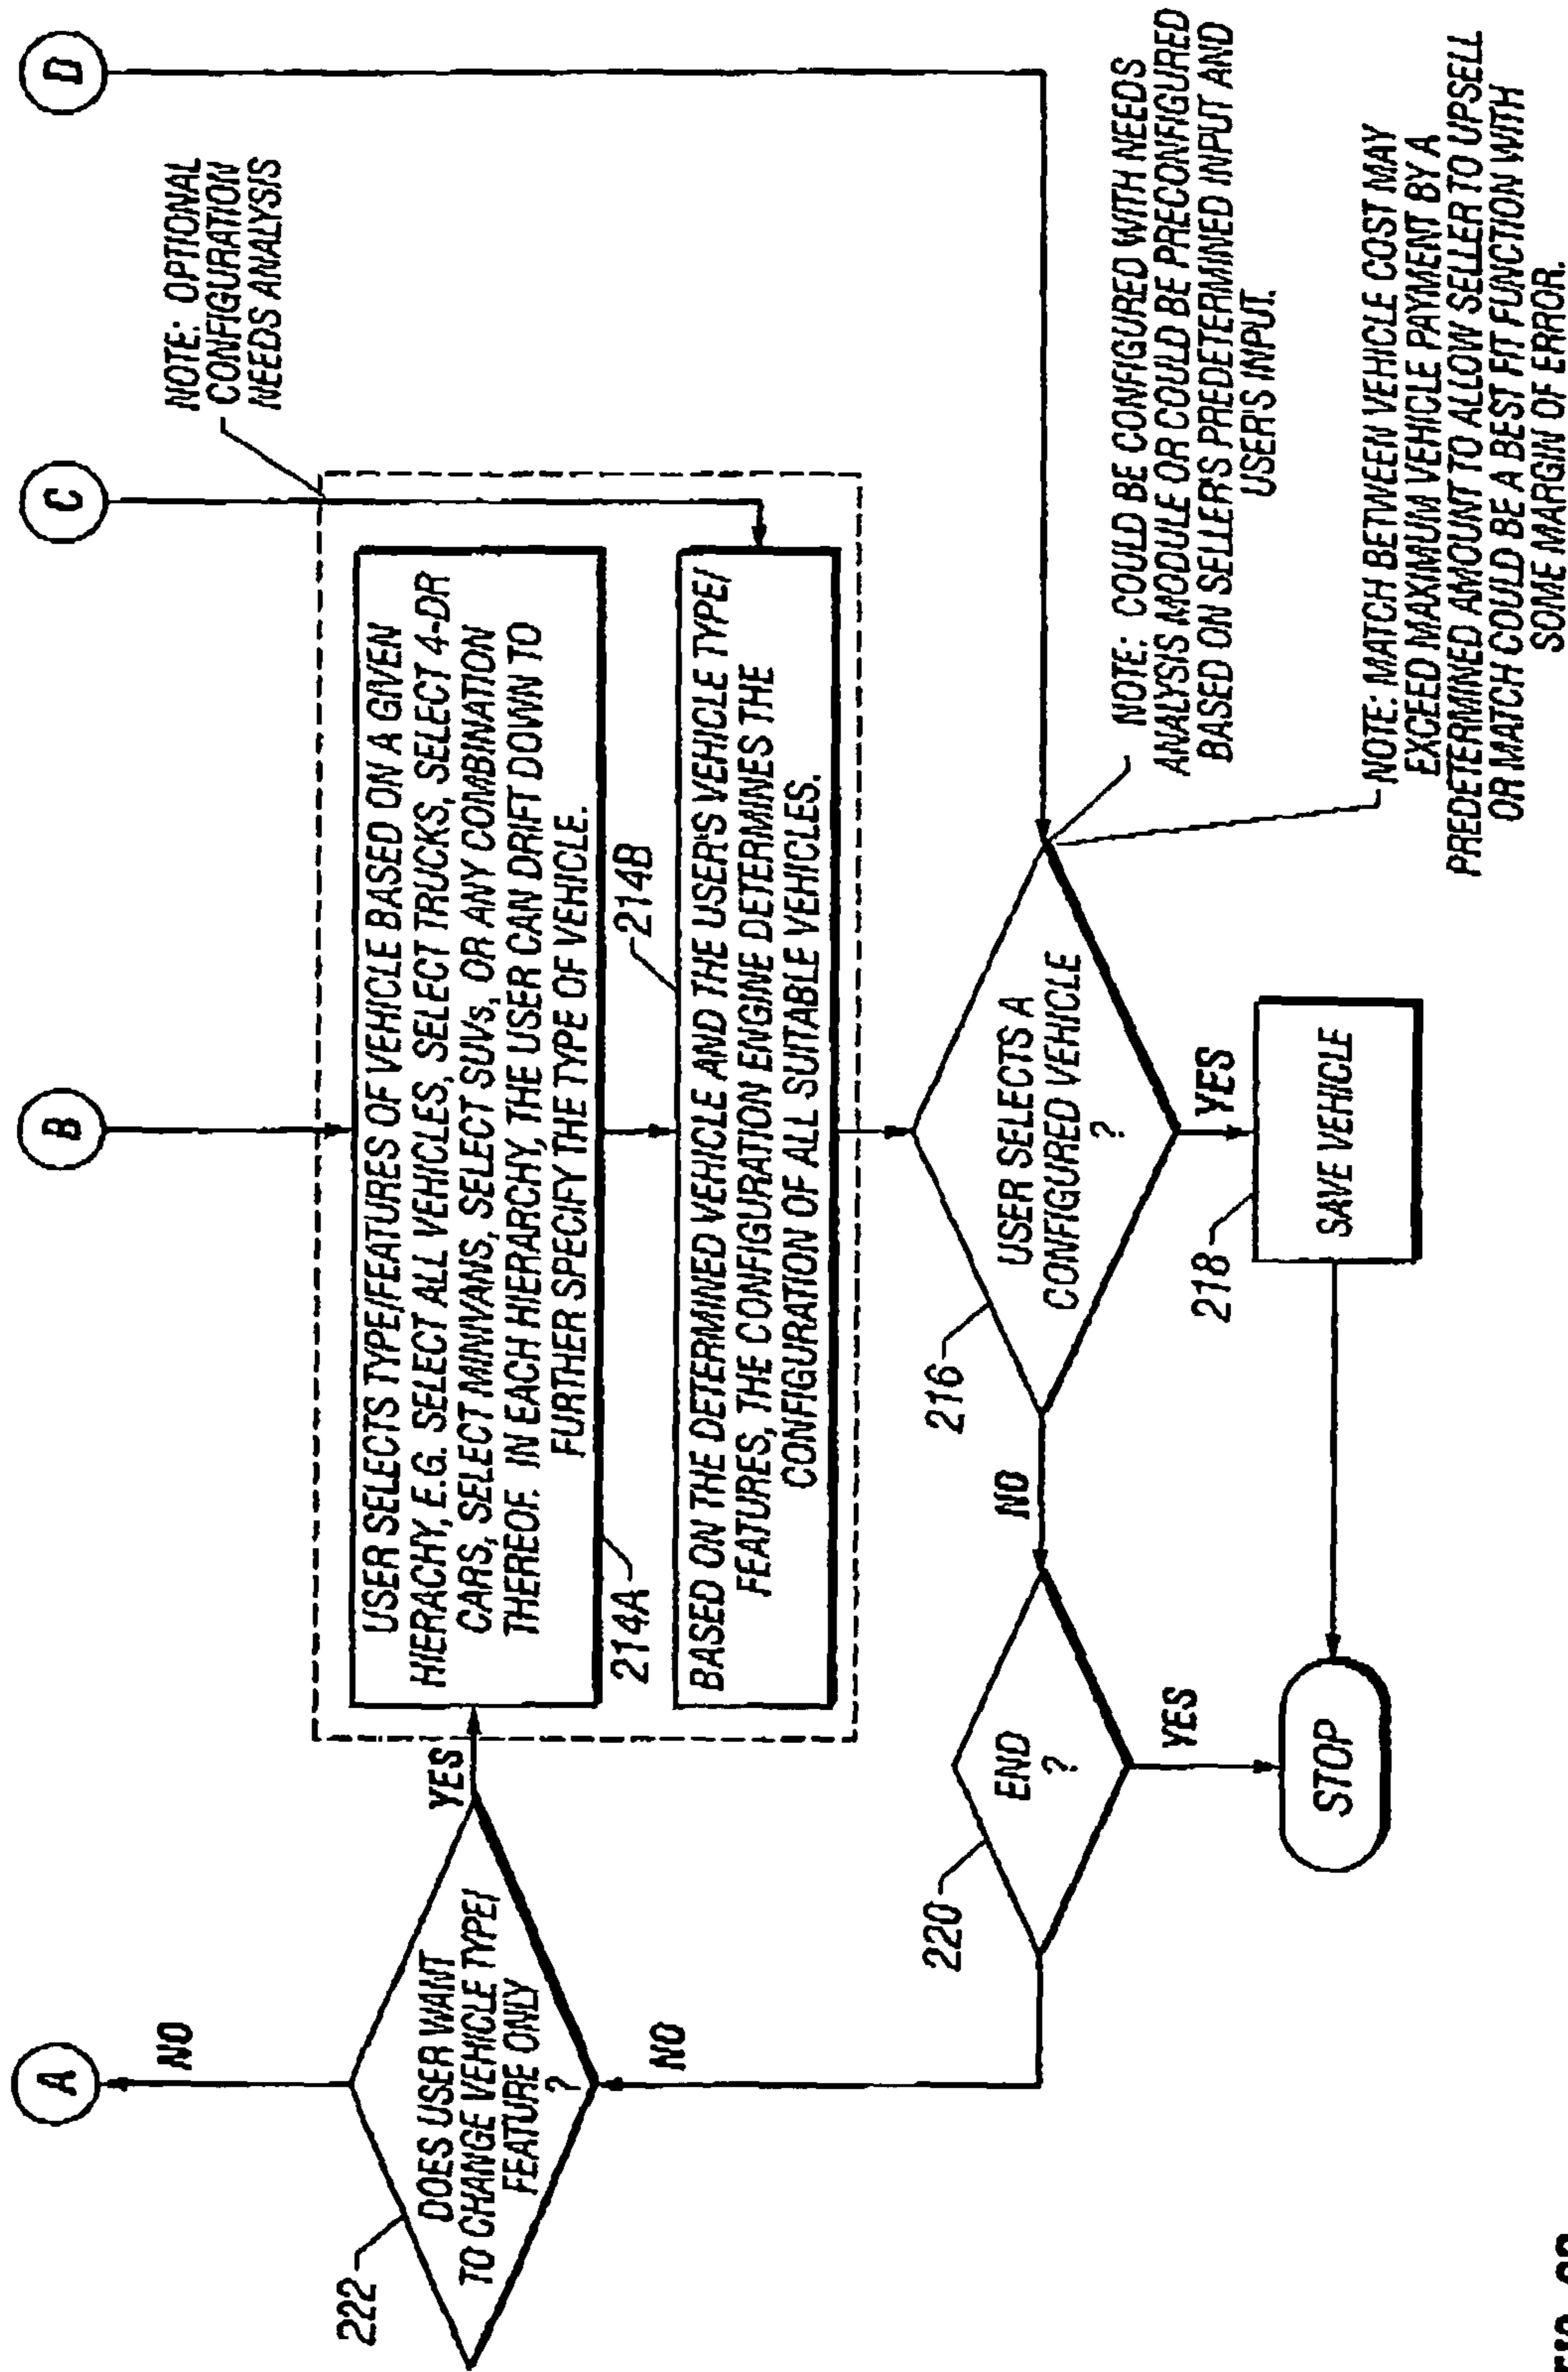 A
B
C
D
NO
NOTE: OPTIONAL
CONFIGURATION
NEEDS ANALYSIS
222
DOES USER WANT
TO CHANGE VEHICLE TYPE/
FEATURE ONLY
?
YES
USER SELECTS TYPE/FEATURES OF VEHICLE BASED ON A GIVEN
HIERACHY, E.G. SELECT ALL VEHICLES, SELECT TRUCKS, SELECT 4-DR
CARS, SELECT MINIVANS, SELECT SUVs, OR ANY COMBINATION
THEREOF. IN EACH HIERARCHY, THE USER CAN DRIFT DOWN TO
FURTHER SPECIFY THE TYPE OF VEHICLE.
214A
214B
BASED ON THE DETERMINED VEHICLE AND THE USER'S VEHICLE TYPE/
FEATURES, THE CONFIGURATION ENGINE DETERMINES THE
CONFIGURATION OF ALL SUITABLE VEHICLES.
NO
220
END
?
YES
NO
216
USER SELECTS A
CONFIGURED VEHICLE
?
YES
NOTE: COULD BE CONFIGURED WITH NEEDS
ANALYSIS MODULE OR COULD BE PRECONFIGURED
BASED ON SELLER'S PREDETERMINED INPUT AND
USER'S INPUT.
218
SAVE VEHICLE
STOP
NOTE: MATCH BETWEEN VEHICLE COST MAY
EXCEED MAXIMUM VEHICLE PAYMENT BY A
PREDETERMINED AMOUNT TO ALLOW SELLER TO UPSELL
OR MATCH COULD BE A BEST FIT FUNCTION WITH
SOME MARGIN OF ERROR.